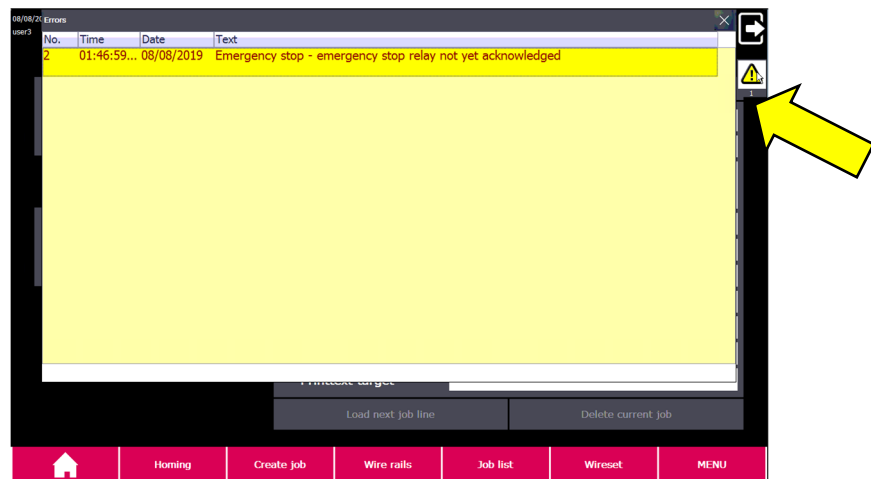 08/08/20
user3
Errors
No. Time Date Text
2 01:46:59... 08/08/2019 Emergency stop - emergency stop relay not yet acknowledged
1
target
Load next job line Delete current job
Homing Create job Wire rails Job list Wireset MENU